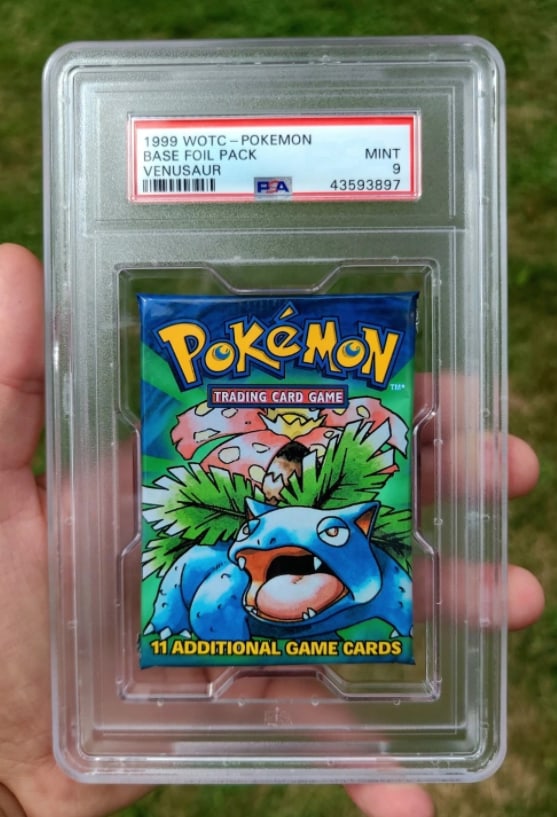 1999 WOTC – POKEMON
BASE FOIL PACK MINT
VENUSAUR 9
PSA 43593897
POKéMON
TM
TRADING CARD GAME
11 ADDITIONAL GAME CARDS